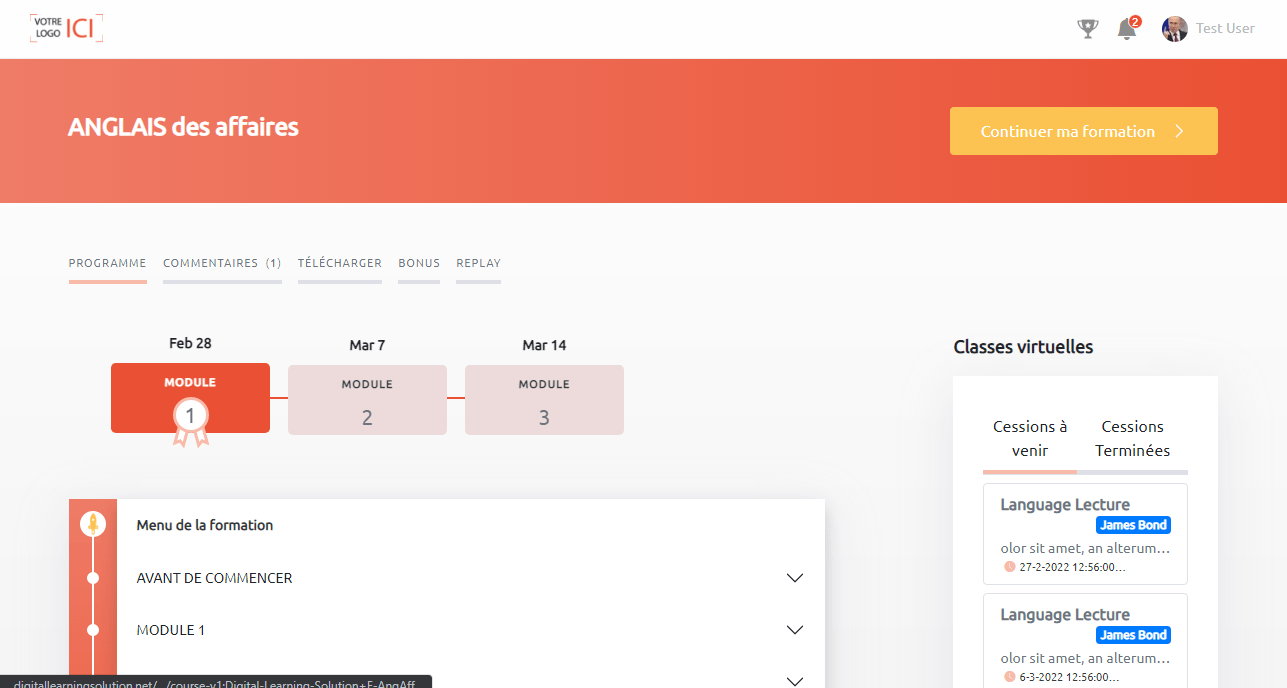 VOTRE
LOGO ICI
2
Test User
ANGLAIS des affaires
Continuer ma formation
PROGRAMME COMMENTAIRES (1) TÉLÉCHARGER BONUS REPLAY
Feb 28 Mar 7 Mar 14
MODULE MODULE MODULE
1 2 3
Classes virtuelles
Cessions à venir
Cessions Terminées
Language Lecture
James Bond
olor sit amet, an alterum...
27-2-2022 12:56:00...
Language Lecture
James Bond
olor sit amet, an alterum...
6-3-2022 12:56:00...
Menu de la formation
AVANT DE COMMENCER
MODULE 1
digitallearningsolution.net/.../course-v1:Digital-Learning-Solution+F-AngAff...